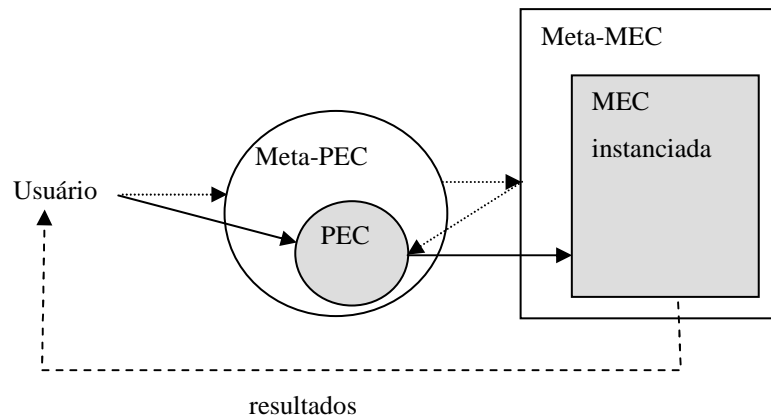 Meta-MEC
MEC
instanciada
Meta-PEC
Usuário
PEC
resultados